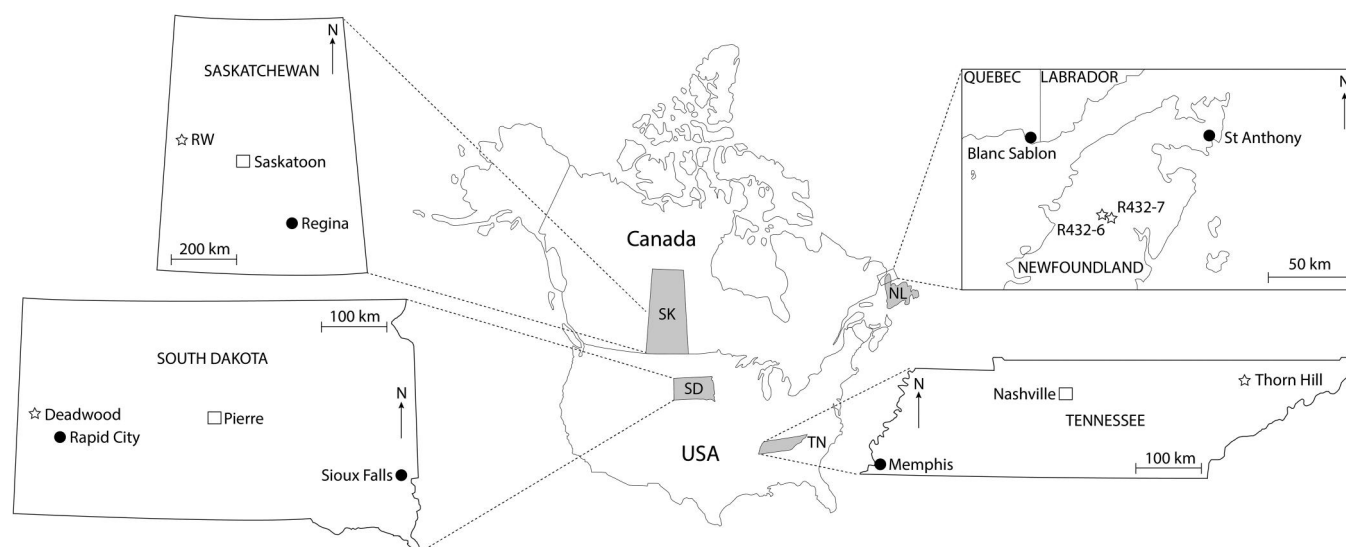 N
SASKATCHEWAN
RW
Saskatoon
Regina
200 km
Canada
SK
NL
SD
USA
TN
QUEBEC
LABRADOR
N
Blanc Sablon
St Anthony
R432-7
R432-6
NEWFOUNDLAND
50 km
100 km
SOUTH DAKOTA
N
Deadwood
Pierre
Rapid City
Sioux Falls
N
Nashville
Thorn Hill
TENNESSEE
Memphis
100 km